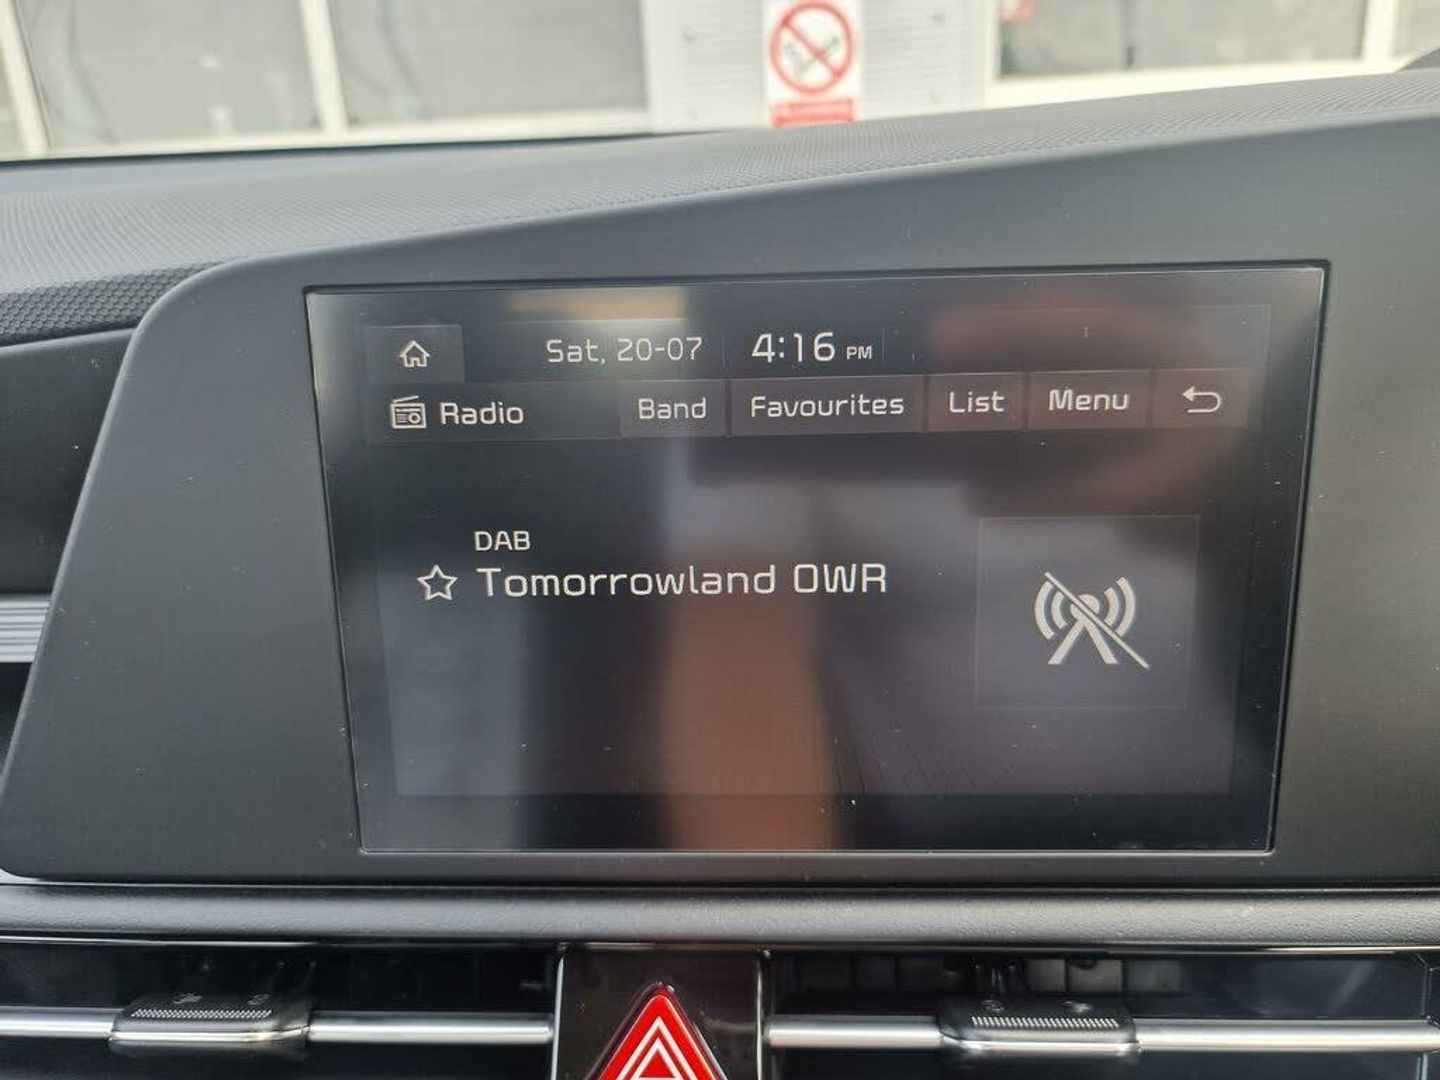 Sat, 20-07 4:16 PM
Radio Band Favourites List Menu
DAB
Tomorrowland OWR